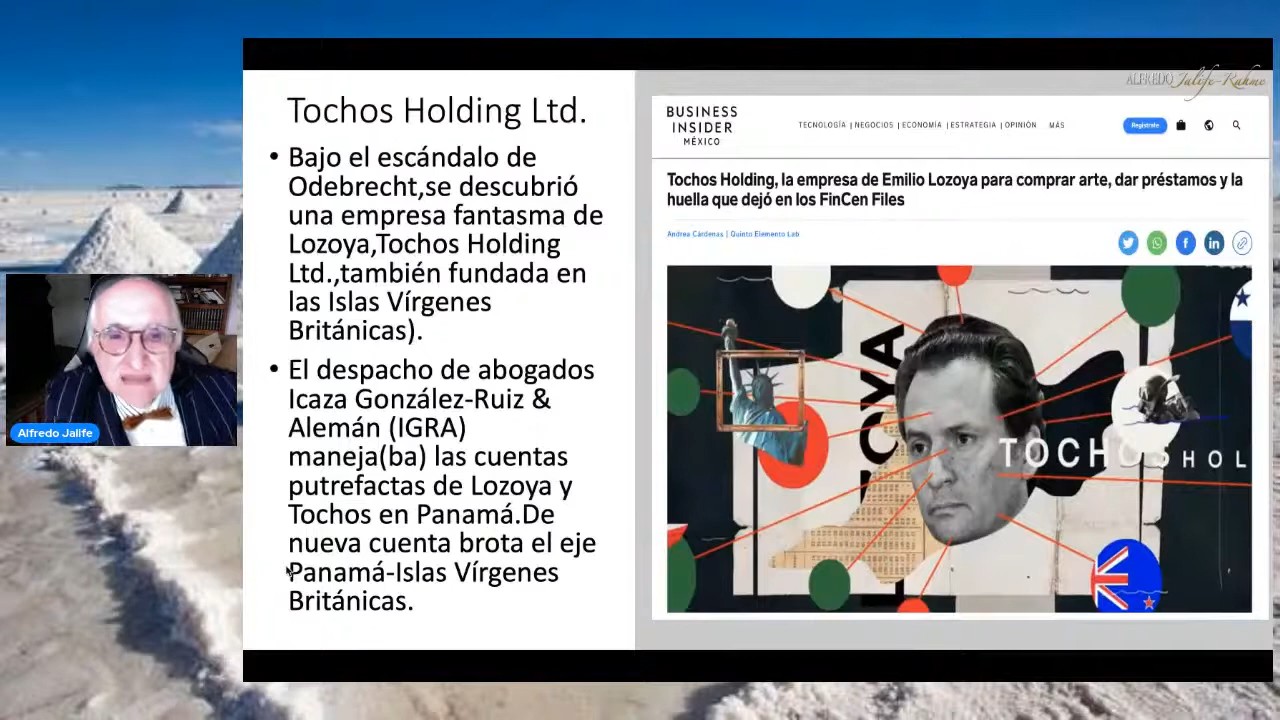 Tochos Holding Ltd.
• Bajo el escándalo de
Odebrecht,se descubrió
una empresa fantasma de
Lozoya,Tochos Holding
Ltd.,también fundada en
las Islas Vírgenes
Británicas).
• El despacho de abogados
Icaza González-Ruiz &
Alemán (IGRA)
maneja(ba) las cuentas
putrefactas de Lozoya y
Tochos en Panamá.De
nueva cuenta brota el eje
Panamá-Islas Vírgenes
Británicas.
Alfredo Jalife
ALFREDO Jalife-Rahme
BUSINESS
INSIDER
MÉXICO
TECNOLOGÍA | NEGOCIOS | ECONOMÍA | ESTRATEGIA | OPINIÓN MÁS
Regístrate
Tochos Holding, la empresa de Emilio Lozoya para comprar arte, dar préstamos y la
huella que dejó en los FinCen Files
Andrea Cárdenas | Quinto Elemento Lab
LOZOYA
TOCHOS HOL